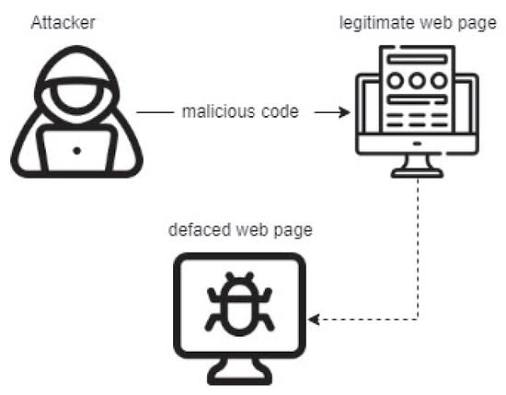 Attacker
legitimate web page
malicious code
defaced web page